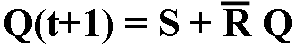 Q(t+1) = S + R̅ Q